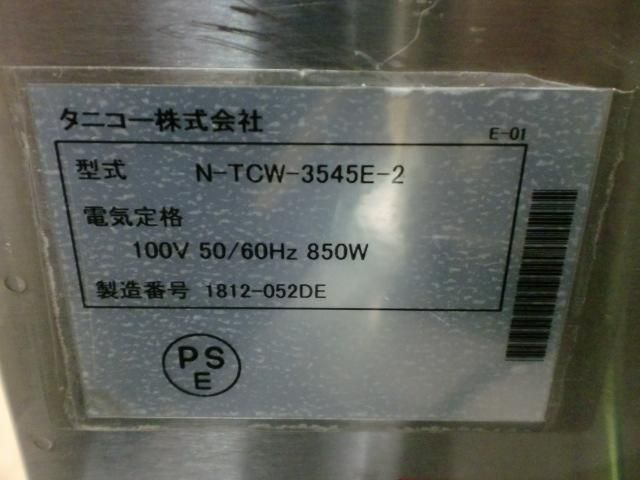 タニコー株式会社
E-01
型式 N-TCW-3545E-2
電気定格
100V 50/60Hz 850W
製造番号 1812-052DE
PS
E